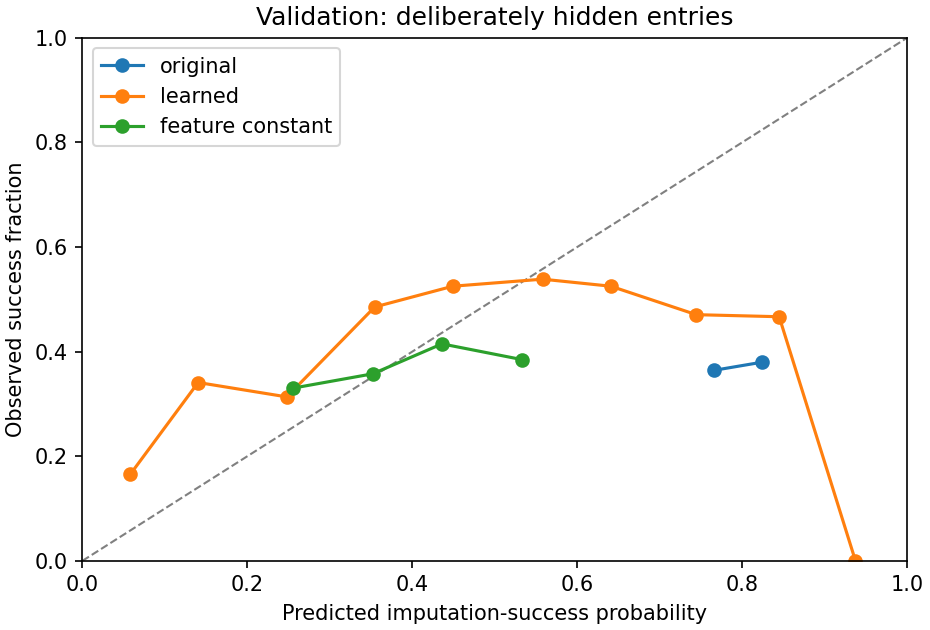 Validation: deliberately hidden entries
original
learned
feature constant
1.0
0.8
0.6
0.4
0.2
0.0
Observed success fraction
0.0 0.2 0.4 0.6 0.8 1.0
Predicted imputation-success probability